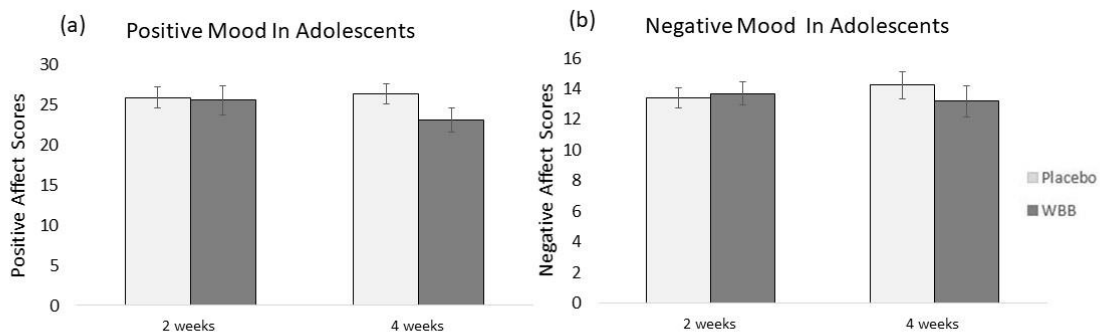 (a)
Positive Mood In Adolescents
Positive Affect Scores
30
25
20
15
10
5
0
2 weeks
4 weeks
(b)
Negative Mood In Adolescents
Negative Affect Scores
16
14
12
10
8
6
4
2
0
2 weeks
4 weeks
Placebo
WBB